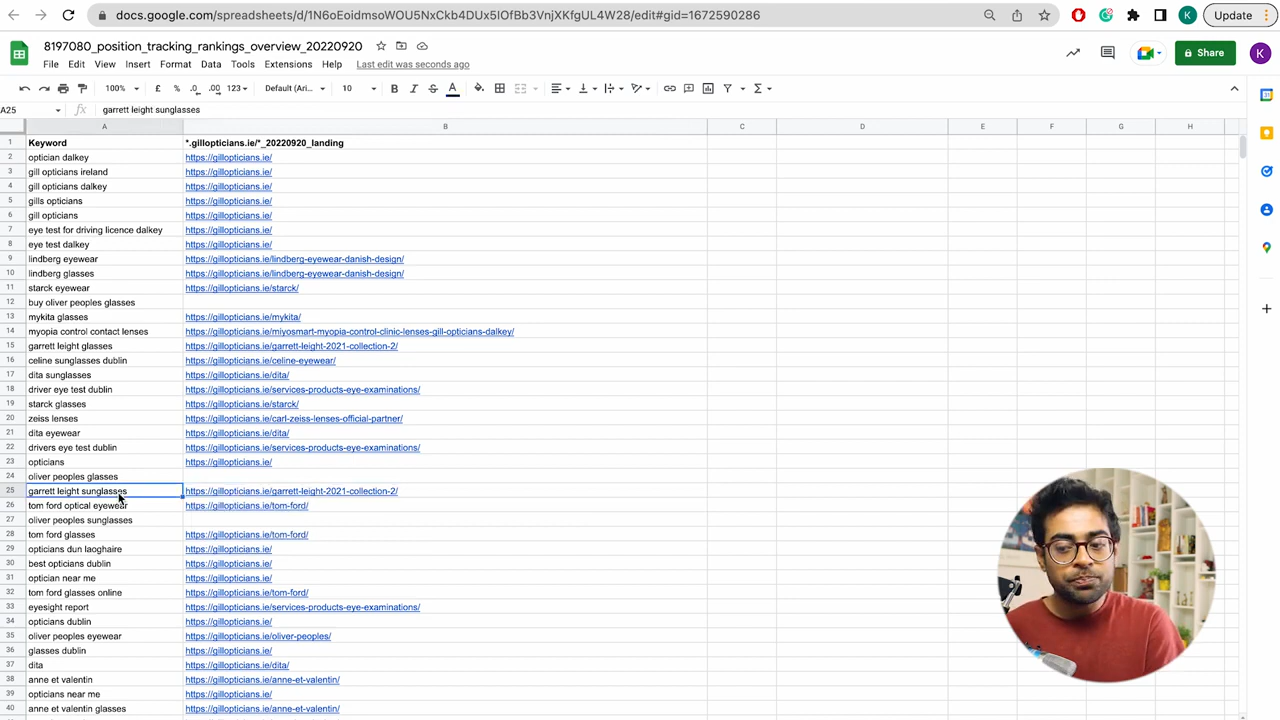 docs.google.com/spreadsheets/d/1N6oEoidmsoWOU5NxCkb4DUx5IOfBb3VnjXKfgUL4W28/edit#gid=1672590286
K
Update
8197080_position_tracking_rankings_overview_20220920
File Edit View Insert Format Data Tools Extensions Help Last edit was seconds ago
Share
K
100% £ % .0 .00 123 Default (Ari... 10 B I S A
A25 fx garrett leight sunglasses
A B C D E F G H
1 Keyword *.gillopticians.ie/*_20220920_landing
2 optician dalkey https://gillopticians.ie/
3 gill opticians ireland https://gillopticians.ie/
4 gill opticians dalkey https://gillopticians.ie/
5 gills opticians https://gillopticians.ie/
6 gill opticians https://gillopticians.ie/
7 eye test for driving licence dalkey https://gillopticians.ie/
8 eye test dalkey https://gillopticians.ie/
9 lindberg eyewear https://gillopticians.ie/lindberg-eyewear-danish-design/
10 lindberg glasses https://gillopticians.ie/lindberg-eyewear-danish-design/
11 starck eyewear https://gillopticians.ie/starck/
12 buy oliver peoples glasses
13 mykita glasses https://gillopticians.ie/mykita/
14 myopia control contact lenses https://gillopticians.ie/miyosmart-myopia-control-clinic-lenses-gill-opticians-dalkey/
15 garrett leight glasses https://gillopticians.ie/garrett-leight-2021-collection-2/
16 celine sunglasses dublin https://gillopticians.ie/celine-eyewear/
17 dita sunglasses https://gillopticians.ie/dita/
18 driver eye test dublin https://gillopticians.ie/services-products-eye-examinations/
19 starck glasses https://gillopticians.ie/starck/
20 zeiss lenses https://gillopticians.ie/carl-zeiss-lenses-official-partner/
21 dita eyewear https://gillopticians.ie/dita/
22 drivers eye test dublin https://gillopticians.ie/services-products-eye-examinations/
23 opticians https://gillopticians.ie/
24 oliver peoples glasses
25 garrett leight sunglasses https://gillopticians.ie/garrett-leight-2021-collection-2/
26 tom ford optical eyewear https://gillopticians.ie/tom-ford/
27 oliver peoples sunglasses
28 tom ford glasses https://gillopticians.ie/tom-ford/
29 opticians dun laoghaire https://gillopticians.ie/
30 best opticians dublin https://gillopticians.ie/
31 optician near me https://gillopticians.ie/
32 tom ford glasses online https://gillopticians.ie/tom-ford/
33 eyesight report https://gillopticians.ie/services-products-eye-examinations/
34 opticians dublin https://gillopticians.ie/
35 oliver peoples eyewear https://gillopticians.ie/oliver-peoples/
36 glasses dublin https://gillopticians.ie/
37 dita https://gillopticians.ie/dita/
38 anne et valentin https://gillopticians.ie/anne-et-valentin/
39 opticians near me https://gillopticians.ie/
40 anne et valentin glasses https://gillopticians.ie/anne-et-valentin/